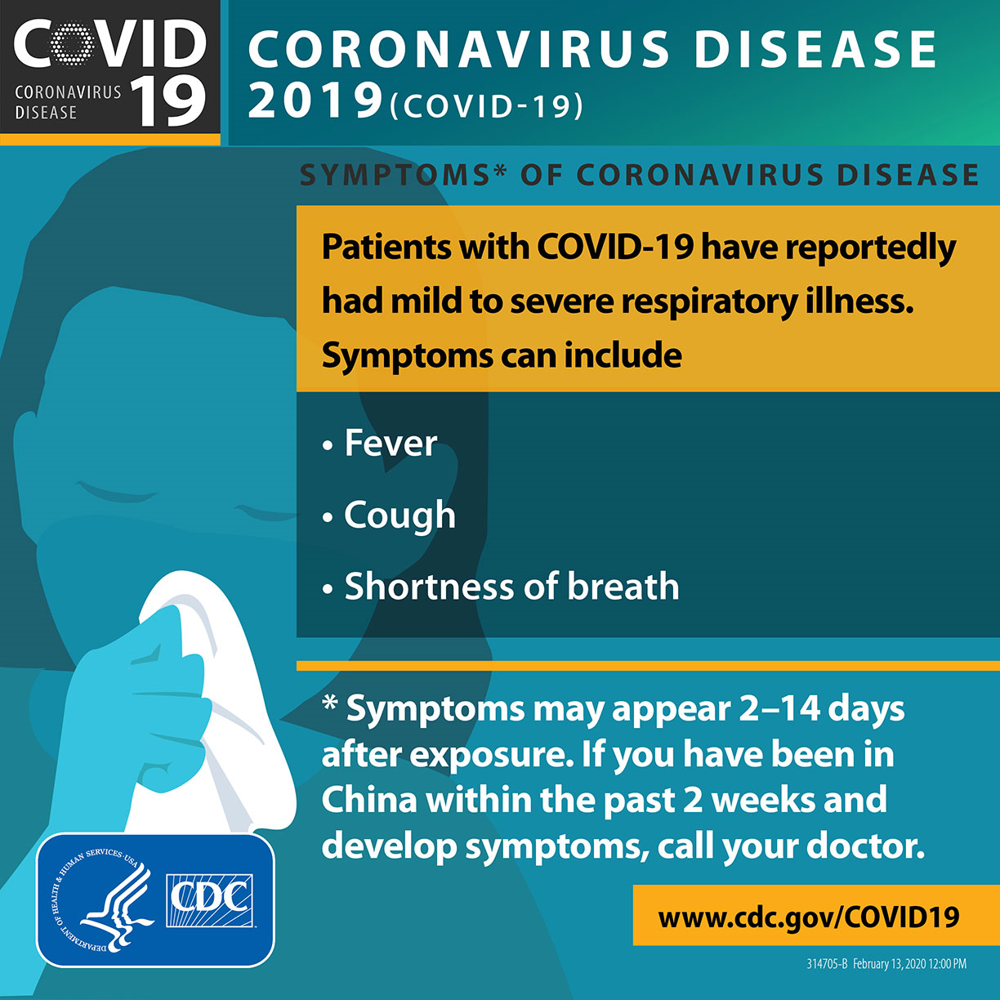 COVID
CORONAVIRUS
DISEASE
19
CORONAVIRUS DISEASE
2019 (COVID-19)
SYMPTOMS* OF CORONAVIRUS DISEASE
Patients with COVID-19 have reportedly
had mild to severe respiratory illness.
Symptoms can include
• Fever
• Cough
• Shortness of breath
* Symptoms may appear 2–14 days
after exposure. If you have been in
China within the past 2 weeks and
develop symptoms, call your doctor.
DEPARTMENT OF HEALTH & HUMAN SERVICES·USA
CDC
www.cdc.gov/COVID19
314705-B February 13, 2020 12:00 PM